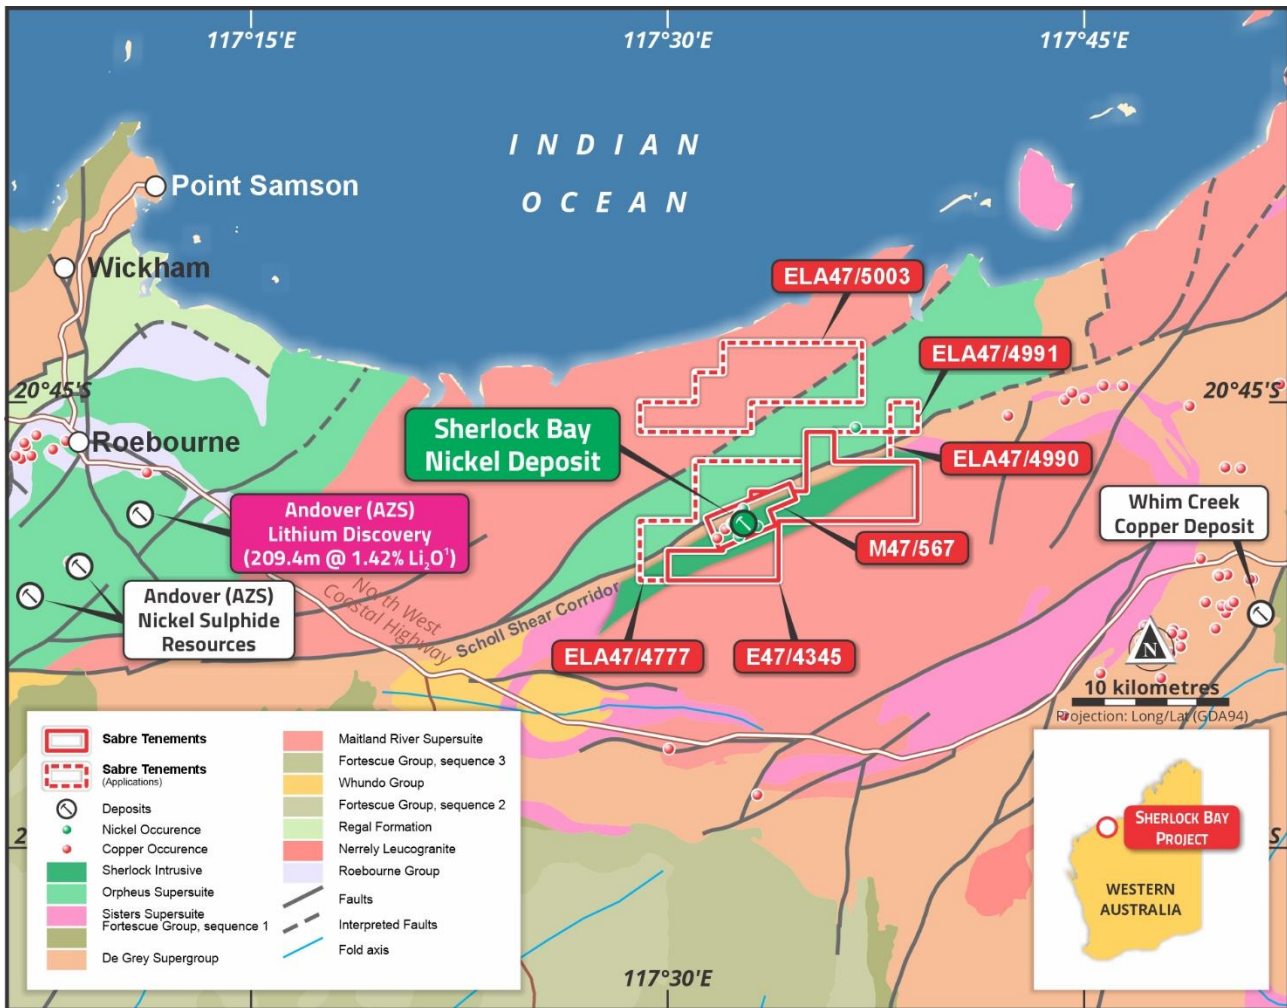 117°15'E
117°30'E
117°45'E
INDIAN
OCEAN
Point Samson
Wickham
ELA47/5003
ELA47/4991
20°45'S
20°45'S
Roebourne
Sherlock Bay
Nickel Deposit
ELA47/4990
Andover (AZS)
Lithium Discovery
(209.4m @ 1.42% Li₂O¹)
Whim Creek
Copper Deposit
M47/567
Andover (AZS)
Nickel Sulphide
Resources
North West
Coastal Highway
Scholl Shear Corridor
ELA47/4777
E47/4345
N
10 kilometres
Projection: Long/Lat (GDA94)
Sabre Tenements
Sabre Tenements
(Applications)
Deposits
Nickel Occurence
Copper Occurence
Sherlock Intrusive
Orpheus Supersuite
Sisters Supersuite
Fortescue Group, sequence 1
De Grey Supergroup
Maitland River Supersuite
Fortescue Group, sequence 3
Whundo Group
Fortescue Group, sequence 2
Regal Formation
Nerrely Leucogranite
Roebourne Group
Faults
Interpreted Faults
Fold axis
2
S
SHERLOCK BAY
PROJECT
WESTERN
AUSTRALIA
117°30'E